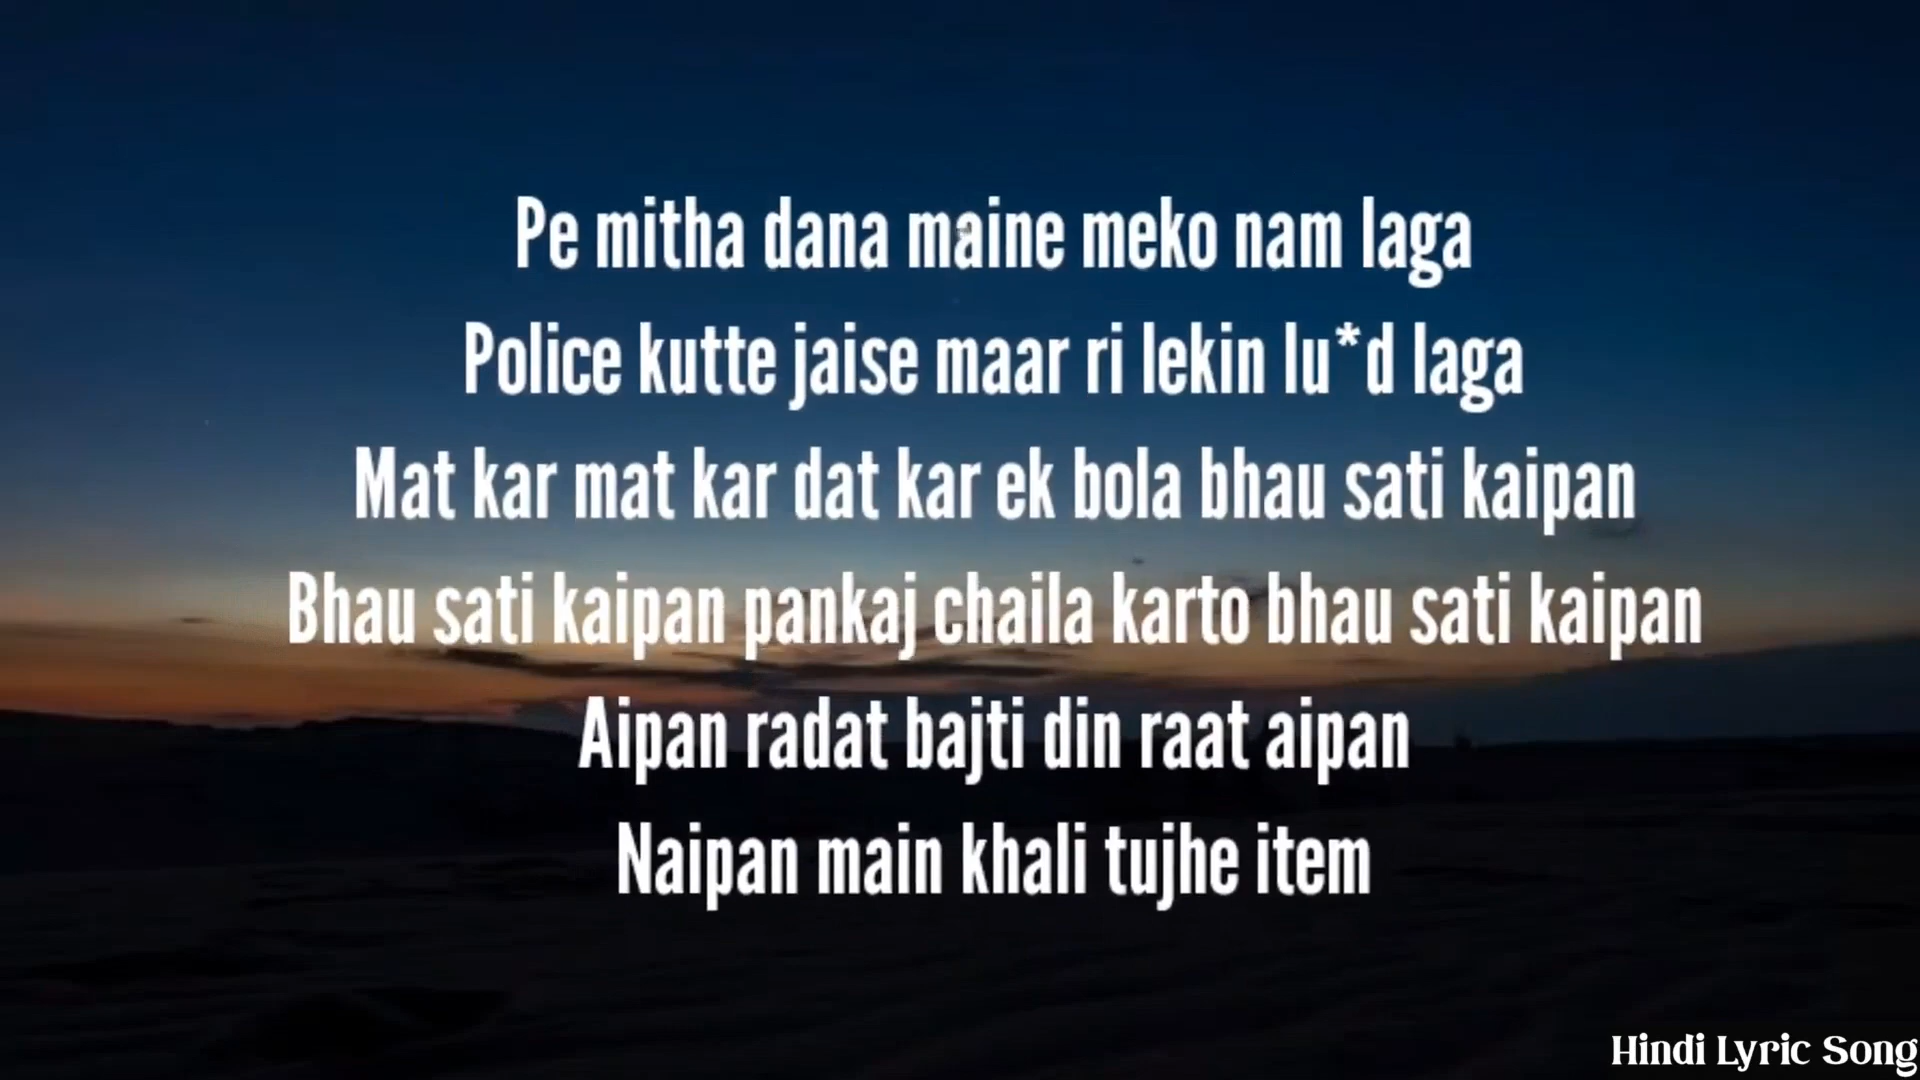 Pe mitha dana maine meko nam laga
Police kutte jaise maar ri lekin lu*d laga
Mat kar mat kar dat kar ek bola bhau sati kaipan
Bhau sati kaipan pankaj chaila karto bhau sati kaipan
Aipan radat bajti din raat aipan
Naipan main khali tujhe item
Hindi Lyric Song